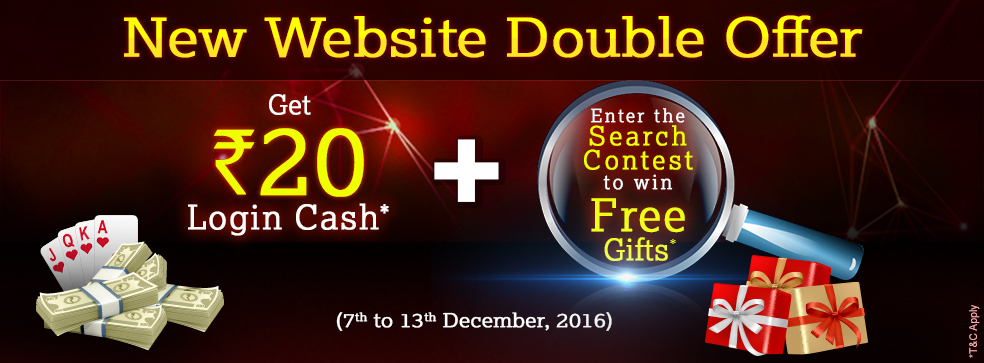 New Website Double Offer
Get
₹20
Login Cash*
+
Enter the
Search
Contest
to win
Free
Gifts*
J Q K A
(7th to 13th December, 2016)
*T&C Apply